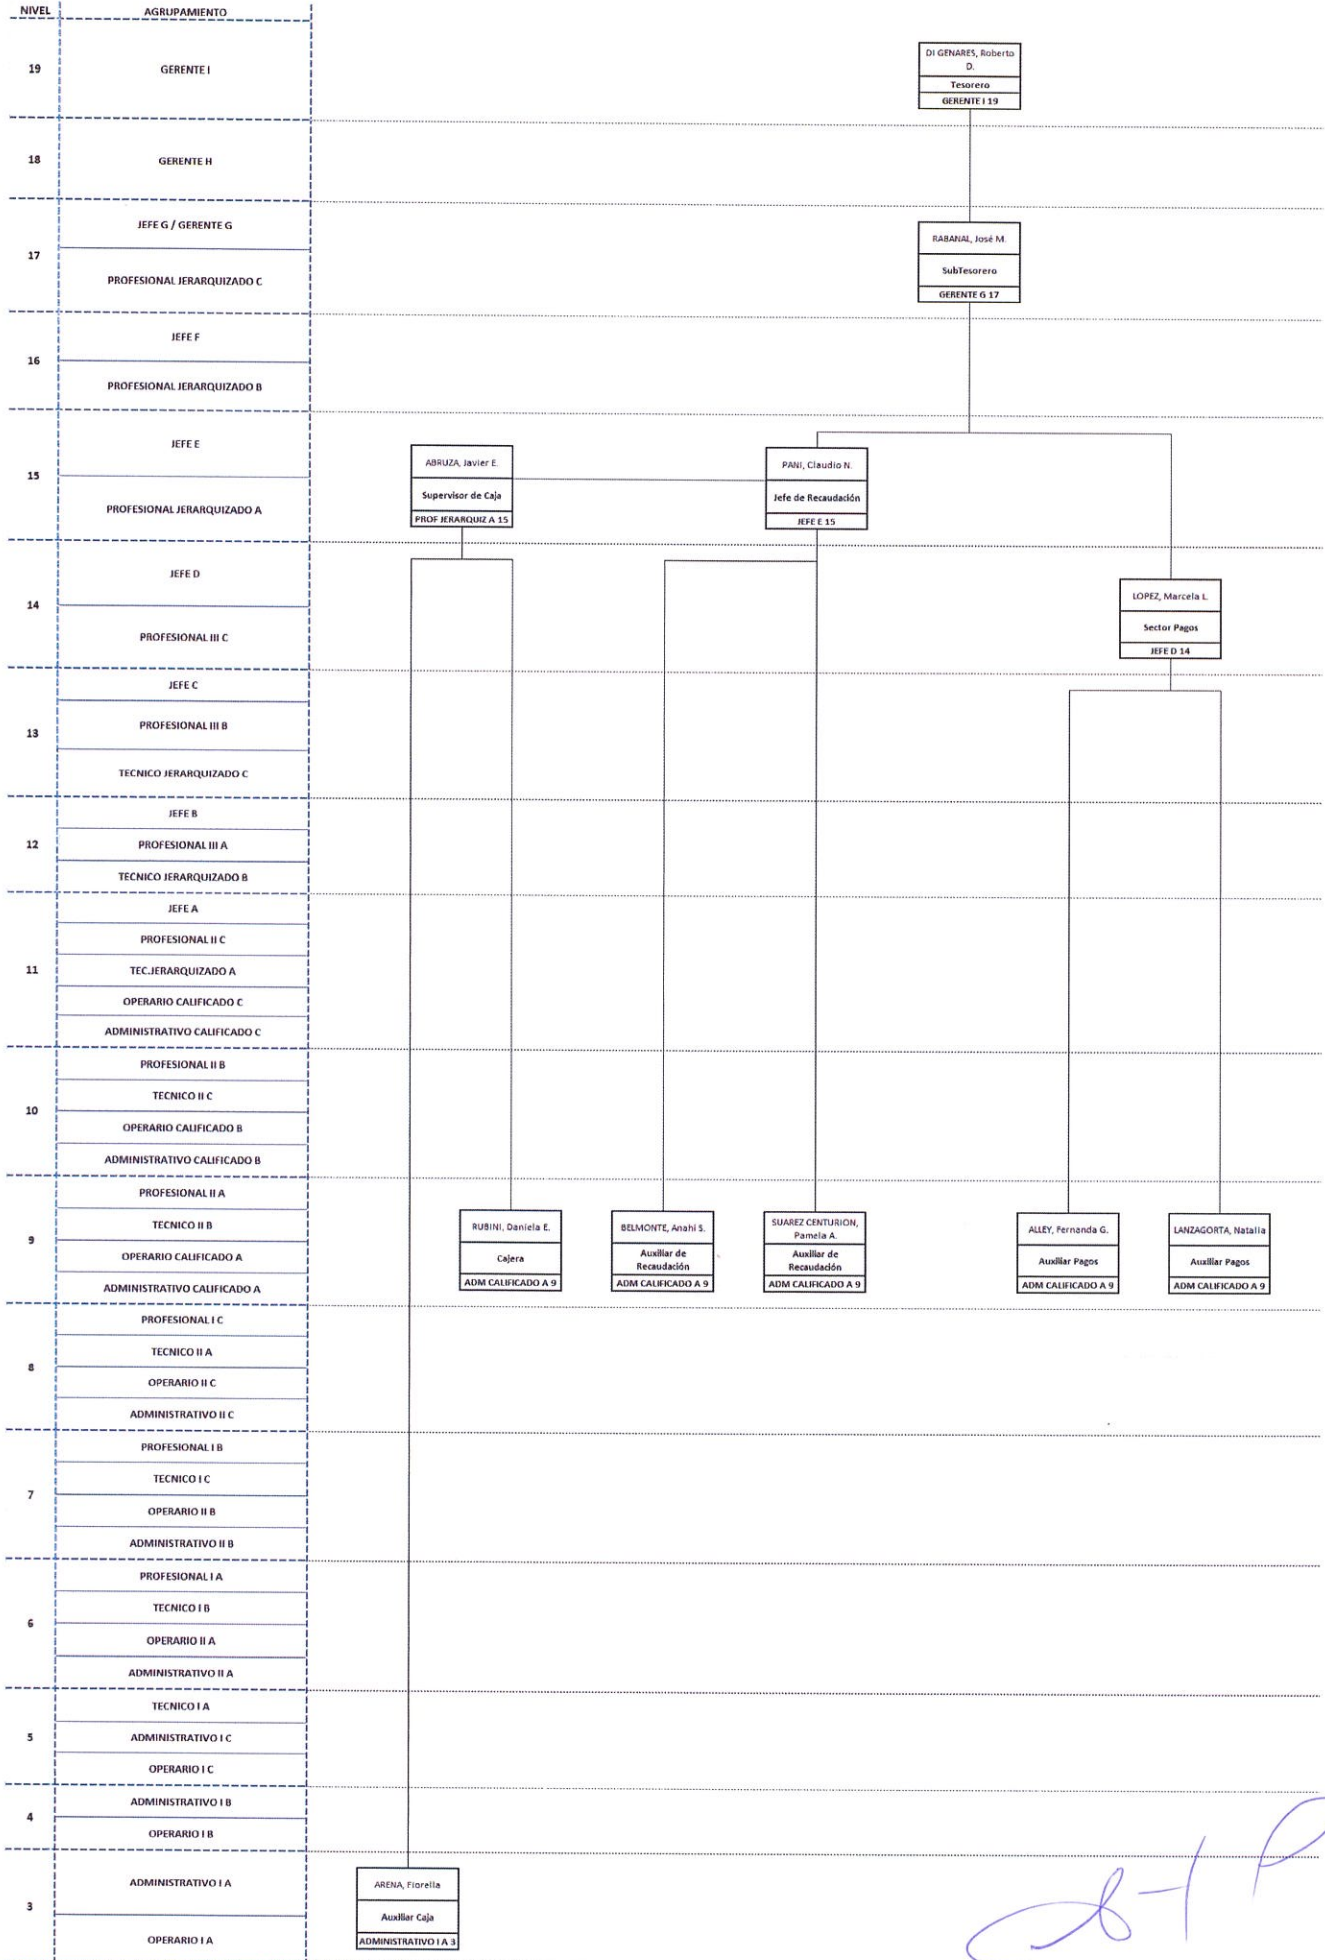 NIVEL AGRUPAMIENTO
19 GERENTE I
DI GENARES, Roberto
D.
Tesorero
GERENTE I 19
18 GERENTE H
17
JEFE G / GERENTE G
PROFESIONAL JERARQUIZADO C
RABANAL, José M.
SubTesorero
GERENTE G 17
16
JEFE F
PROFESIONAL JERARQUIZADO B
15
JEFE E
PROFESIONAL JERARQUIZADO A
ABRUZA, Javier E.
Supervisor de Caja
PROF JERARQUIZ A 15
PANI, Claudio N.
Jefe de Recaudación
JEFE E 15
14
JEFE D
PROFESIONAL III C
LOPEZ, Marcela L.
Sector Pagos
JEFE D 14
13
JEFE C
PROFESIONAL III B
TECNICO JERARQUIZADO C
12
JEFE B
PROFESIONAL III A
TECNICO JERARQUIZADO B
11
JEFE A
PROFESIONAL II C
TEC.JERARQUIZADO A
OPERARIO CALIFICADO C
ADMINISTRATIVO CALIFICADO C
10
PROFESIONAL II B
TECNICO II C
OPERARIO CALIFICADO B
ADMINISTRATIVO CALIFICADO B
9
PROFESIONAL II A
TECNICO II B
OPERARIO CALIFICADO A
ADMINISTRATIVO CALIFICADO A
RUBINI, Daniela E.
Cajera
ADM CALIFICADO A 9
BELMONTE, Anahi S.
Auxiliar de
Recaudación
ADM CALIFICADO A 9
SUAREZ CENTURION,
Pamela A.
Auxiliar de
Recaudación
ADM CALIFICADO A 9
ALLEY, Fernanda G.
Auxiliar Pagos
ADM CALIFICADO A 9
LANZAGORTA, Natalia
Auxiliar Pagos
ADM CALIFICADO A 9
8
PROFESIONAL I C
TECNICO II A
OPERARIO II C
ADMINISTRATIVO II C
7
PROFESIONAL I B
TECNICO I C
OPERARIO II B
ADMINISTRATIVO II B
6
PROFESIONAL I A
TECNICO I B
OPERARIO II A
ADMINISTRATIVO II A
5
TECNICO I A
ADMINISTRATIVO I C
OPERARIO I C
4
ADMINISTRATIVO I B
OPERARIO I B
3
ADMINISTRATIVO I A
OPERARIO I A
ARENA, Fiorella
Auxiliar Caja
ADMINISTRATIVO I A 3